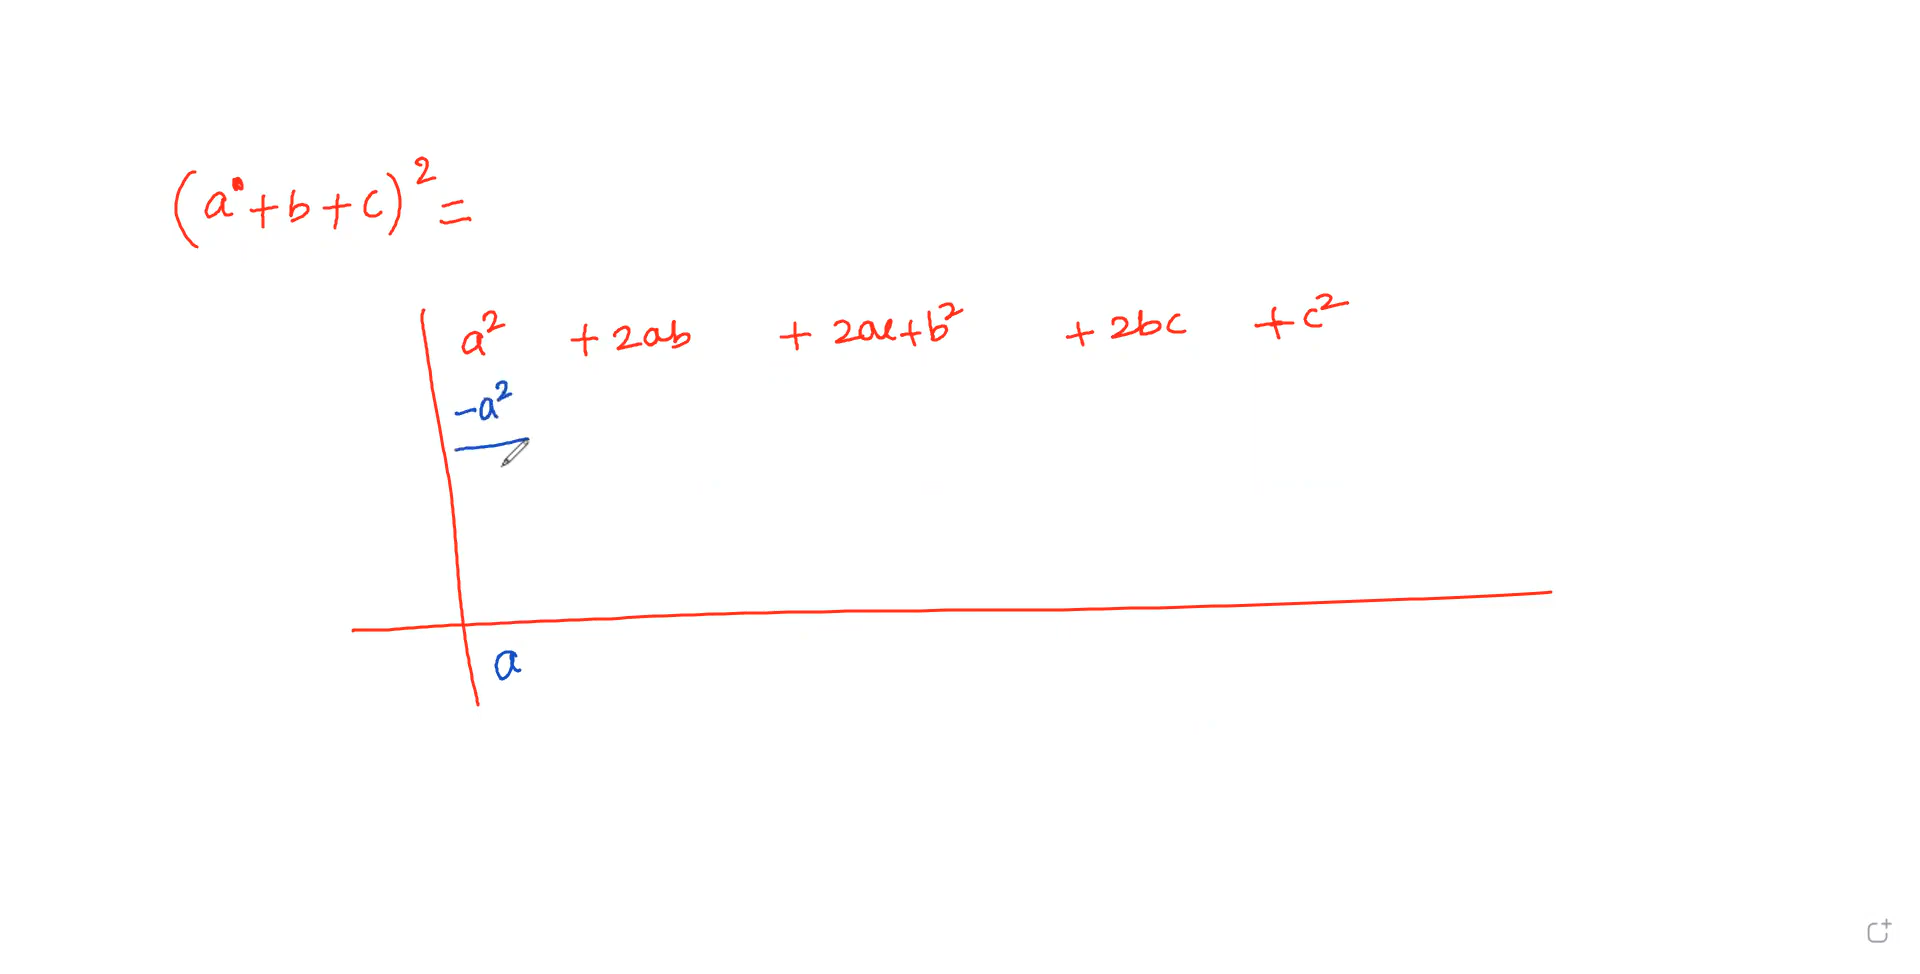 (a+b+c)² =
a² + 2ab + 2ac+b² + 2bc + c²
-a²
a